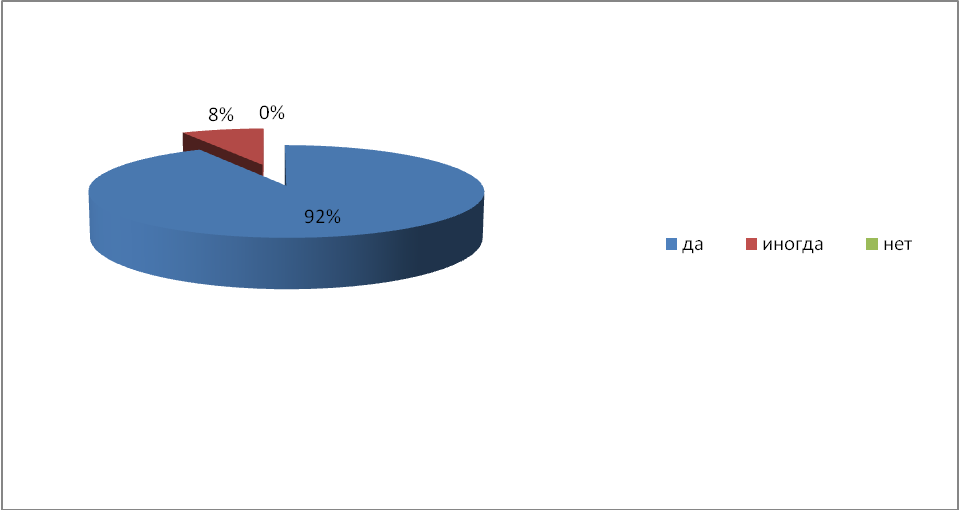 8% 0%
92%
да иногда нет